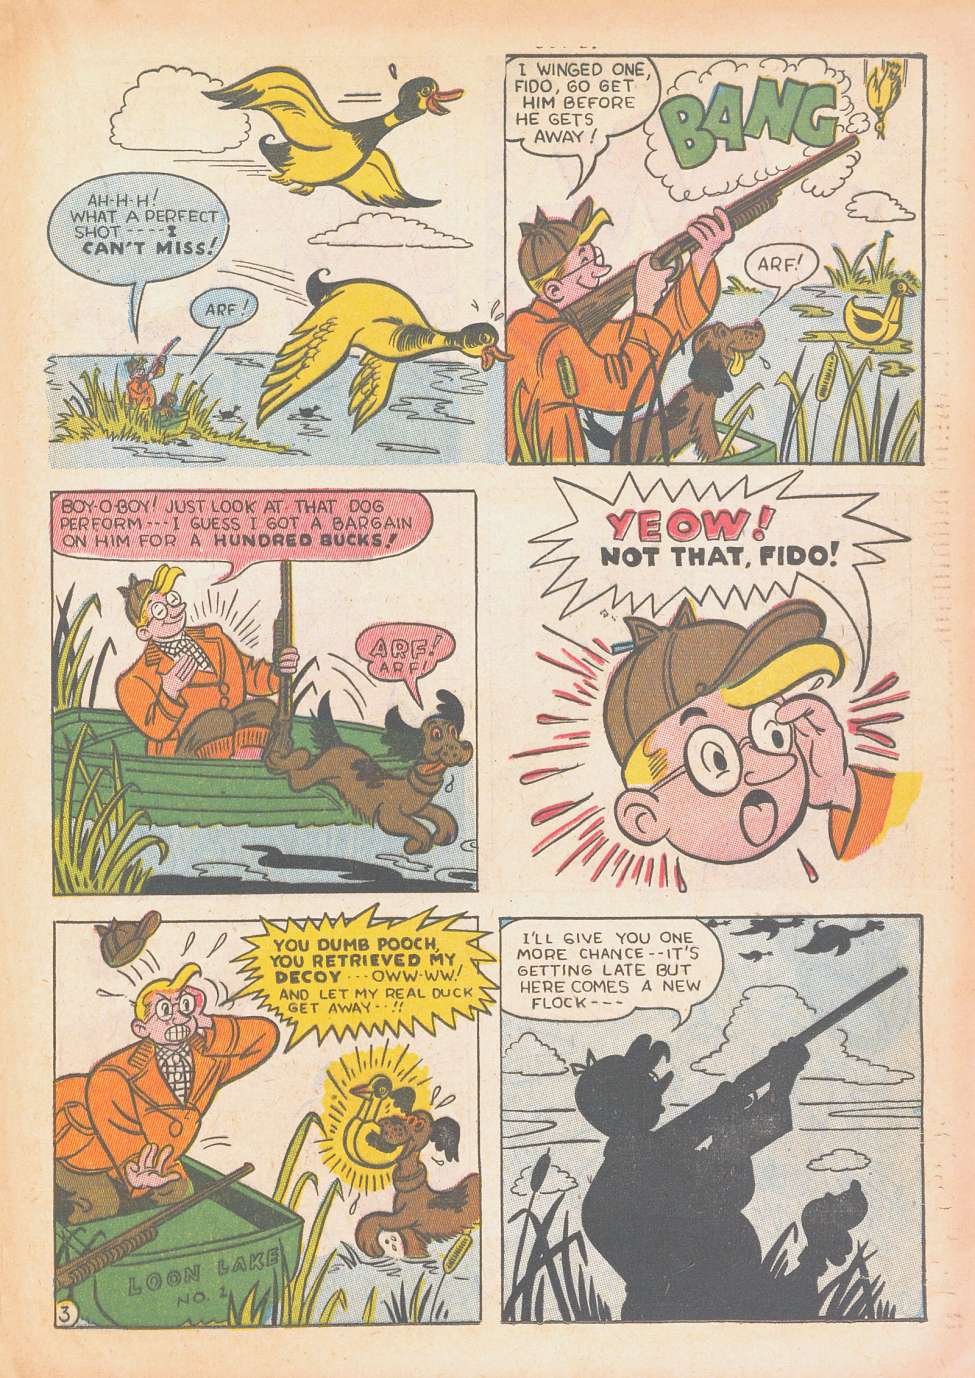 AH-H-H!
WHAT A PERFECT
SHOT----I
CAN'T MISS!
ARF!
I WINGED ONE,
FIDO, GO GET
HIM BEFORE
HE GETS
AWAY!
BANG
ARF!
BOY-O-BOY! JUST LOOK AT THAT DOG
PERFORM---I GUESS I GOT A BARGAIN
ON HIM FOR A HUNDRED BUCKS!
ARF!
ARF!
YEOW!
NOT THAT, FIDO!
YOU DUMB POOCH,
YOU RETRIEVED MY
DECOY---OWW-WW!
AND LET MY REAL DUCK
GET AWAY--!!
LOON LAKE
NO. 1
3
I'LL GIVE YOU ONE
MORE CHANCE--IT'S
GETTING LATE BUT
HERE COMES A NEW
FLOCK---